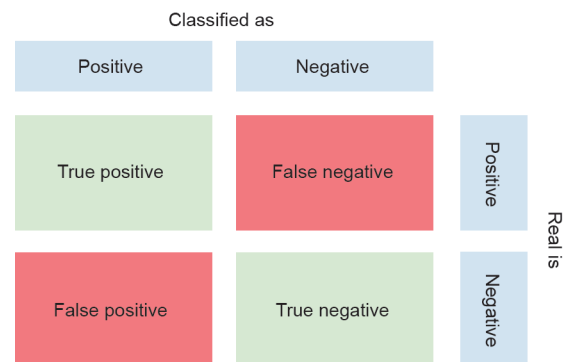 Classified as
Positive
Negative
True positive
False negative
Positive
Real is
False positive
True negative
Negative